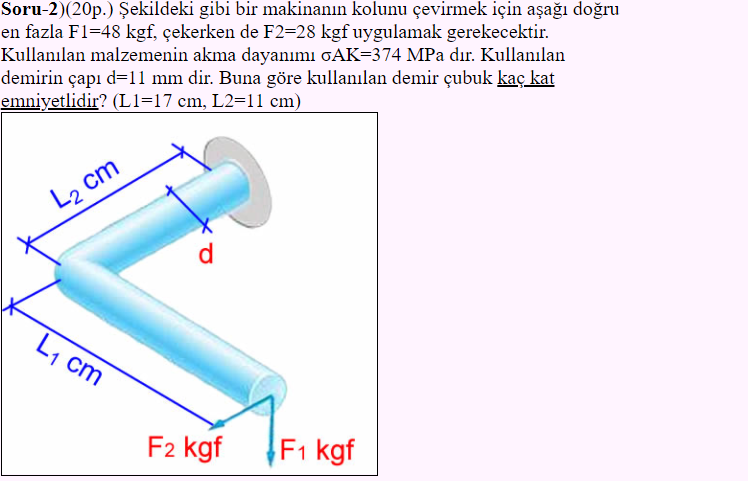 Soru-2)(20p.) Şekildeki gibi bir makinanın kolunu çevirmek için aşağı doğru
en fazla F1=48 kgf, çekerken de F2=28 kgf uygulamak gerekecektir.
Kullanılan malzemenin akma dayanımı σAK=374 MPa dır. Kullanılan
demirin çapı d=11 mm dir. Buna göre kullanılan demir çubuk kaç kat
emniyetlidir? (L1=17 cm, L2=11 cm)
L2 cm
d
L1 cm
F2 kgf
F1 kgf